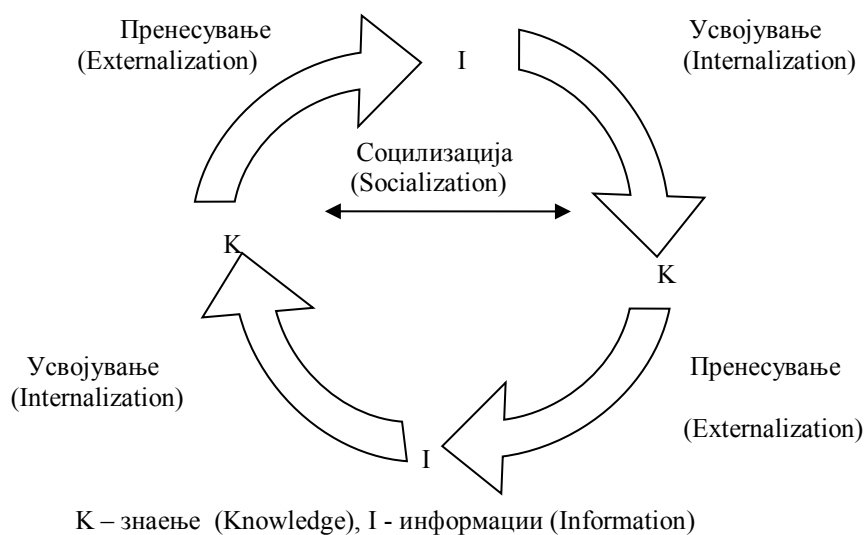 Пренесување
(Externalization)
I
Усвојување
(Internalization)
Социлизација
(Socialization)
K
K
Усвојување
(Internalization)
Пренесување
(Externalization)
I
K – знаење (Knowledge), I - информации (Information)